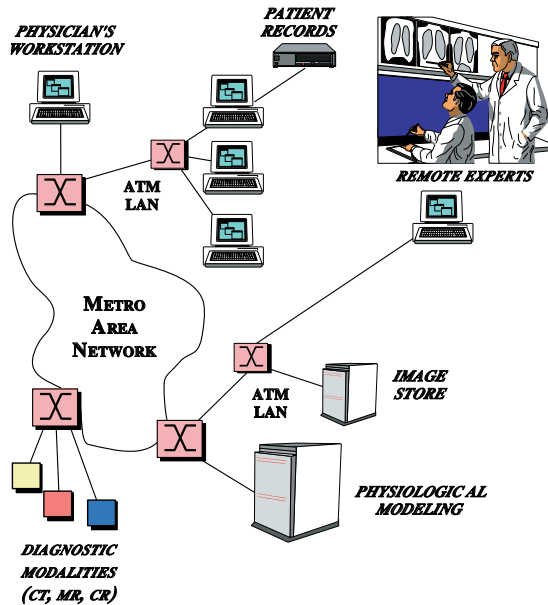 PHYSICIAN'S
WORKSTATION
PATIENT
RECORDS
ATM
LAN
REMOTE EXPERTS
METRO
AREA
NETWORK
ATM
LAN
IMAGE
STORE
PHYSIOLOGIC AL
MODELING
DIAGNOSTIC
MODALITIES
(CT, MR, CR)